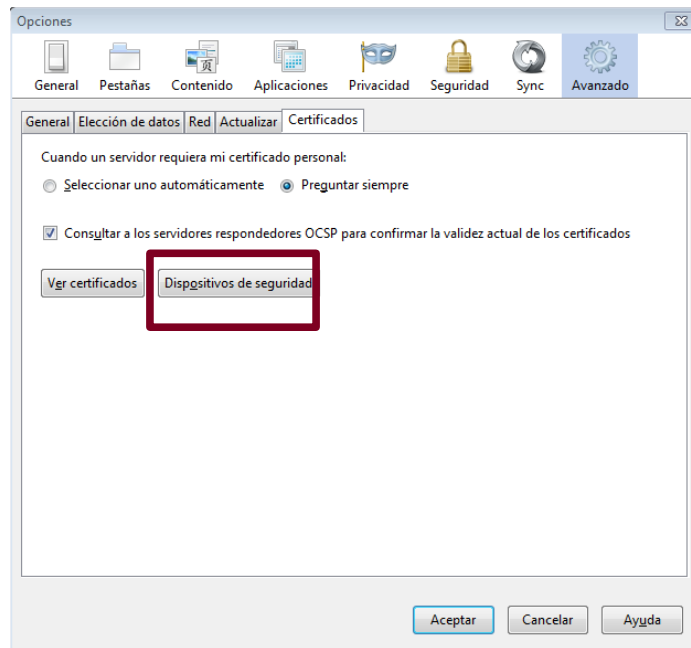 Opciones
General Pestañas Contenido Aplicaciones Privacidad Seguridad Sync Avanzado
General Elección de datos Red Actualizar Certificados
Cuando un servidor requiera mi certificado personal:
Seleccionar uno automáticamente Preguntar siempre
Consultar a los servidores respondedores OCSP para confirmar la validez actual de los certificados
Ver certificados Dispositivos de seguridad
Aceptar Cancelar Ayuda